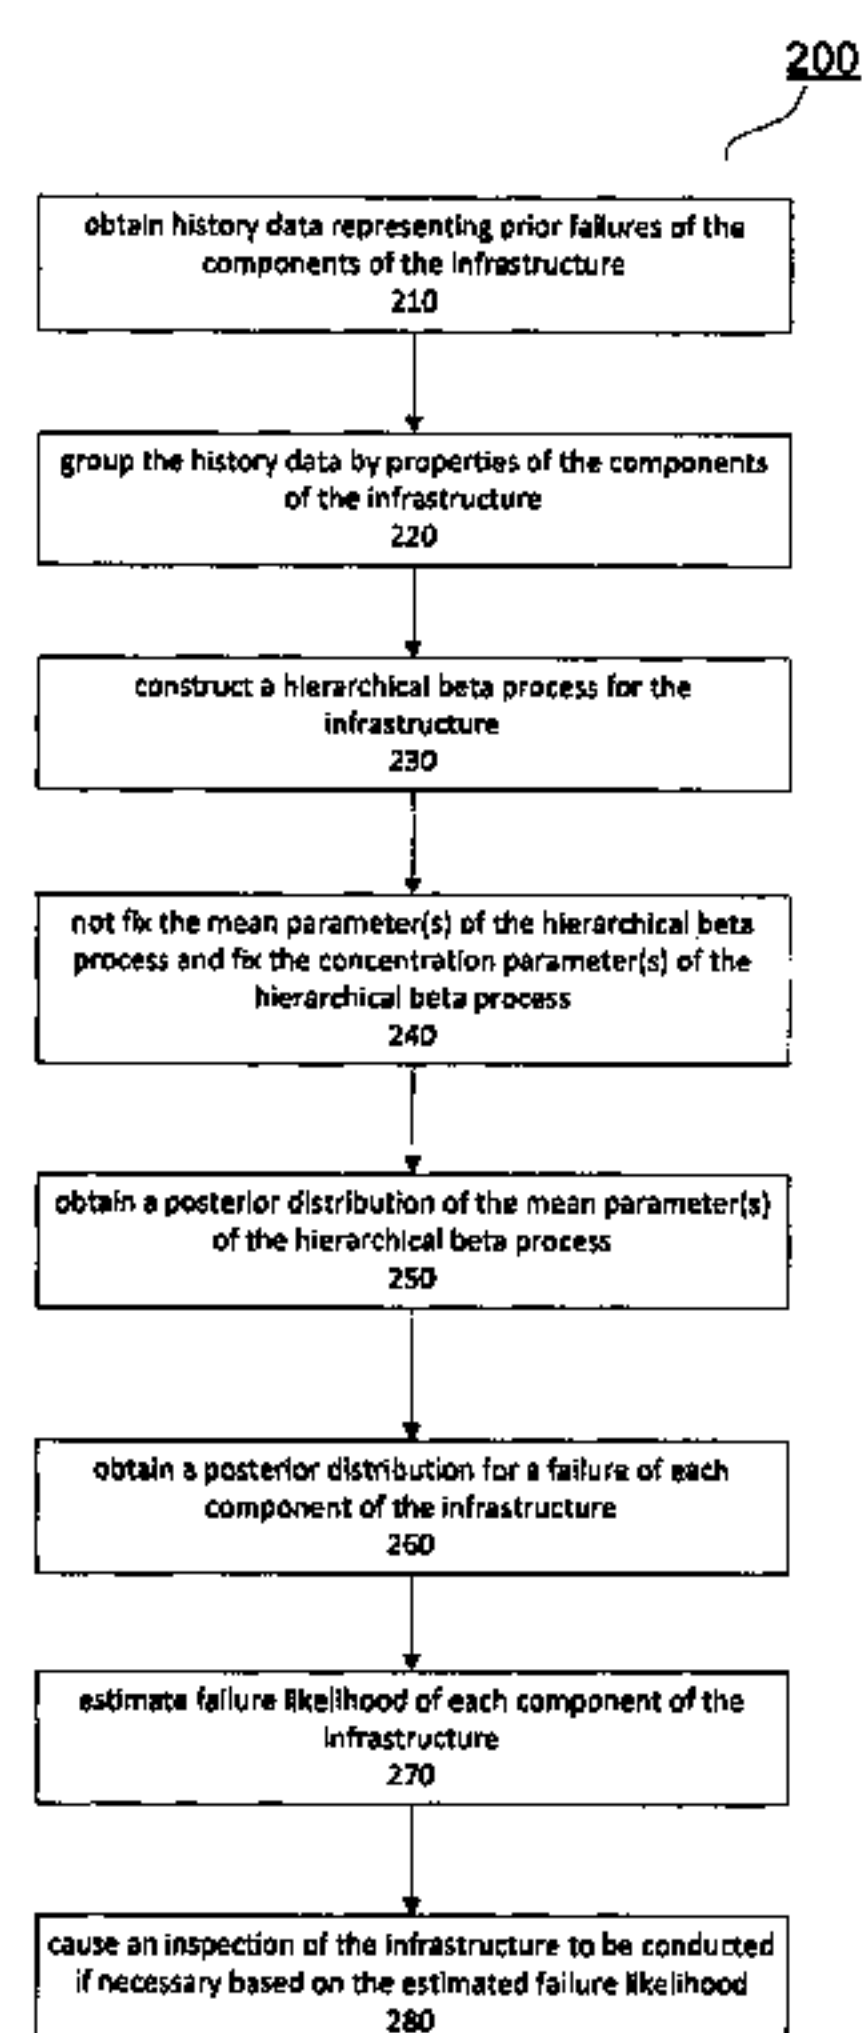 200
obtain history data representing prior failures of the
components of the infrastructure
210
group the history data by properties of the components
of the infrastructure
220
construct a hierarchical beta process for the
infrastructure
230
not fix the mean parameter(s) of the hierarchical beta
process and fix the concentration parameter(s) of the
hierarchical beta process
240
obtain a posterior distribution of the mean parameter(s)
of the hierarchical beta process
250
obtain a posterior distribution for a failure of each
component of the infrastructure
260
estimate failure likelihood of each component of the
infrastructure
270
cause an inspection of the infrastructure to be conducted
if necessary based on the estimated failure likelihood
280